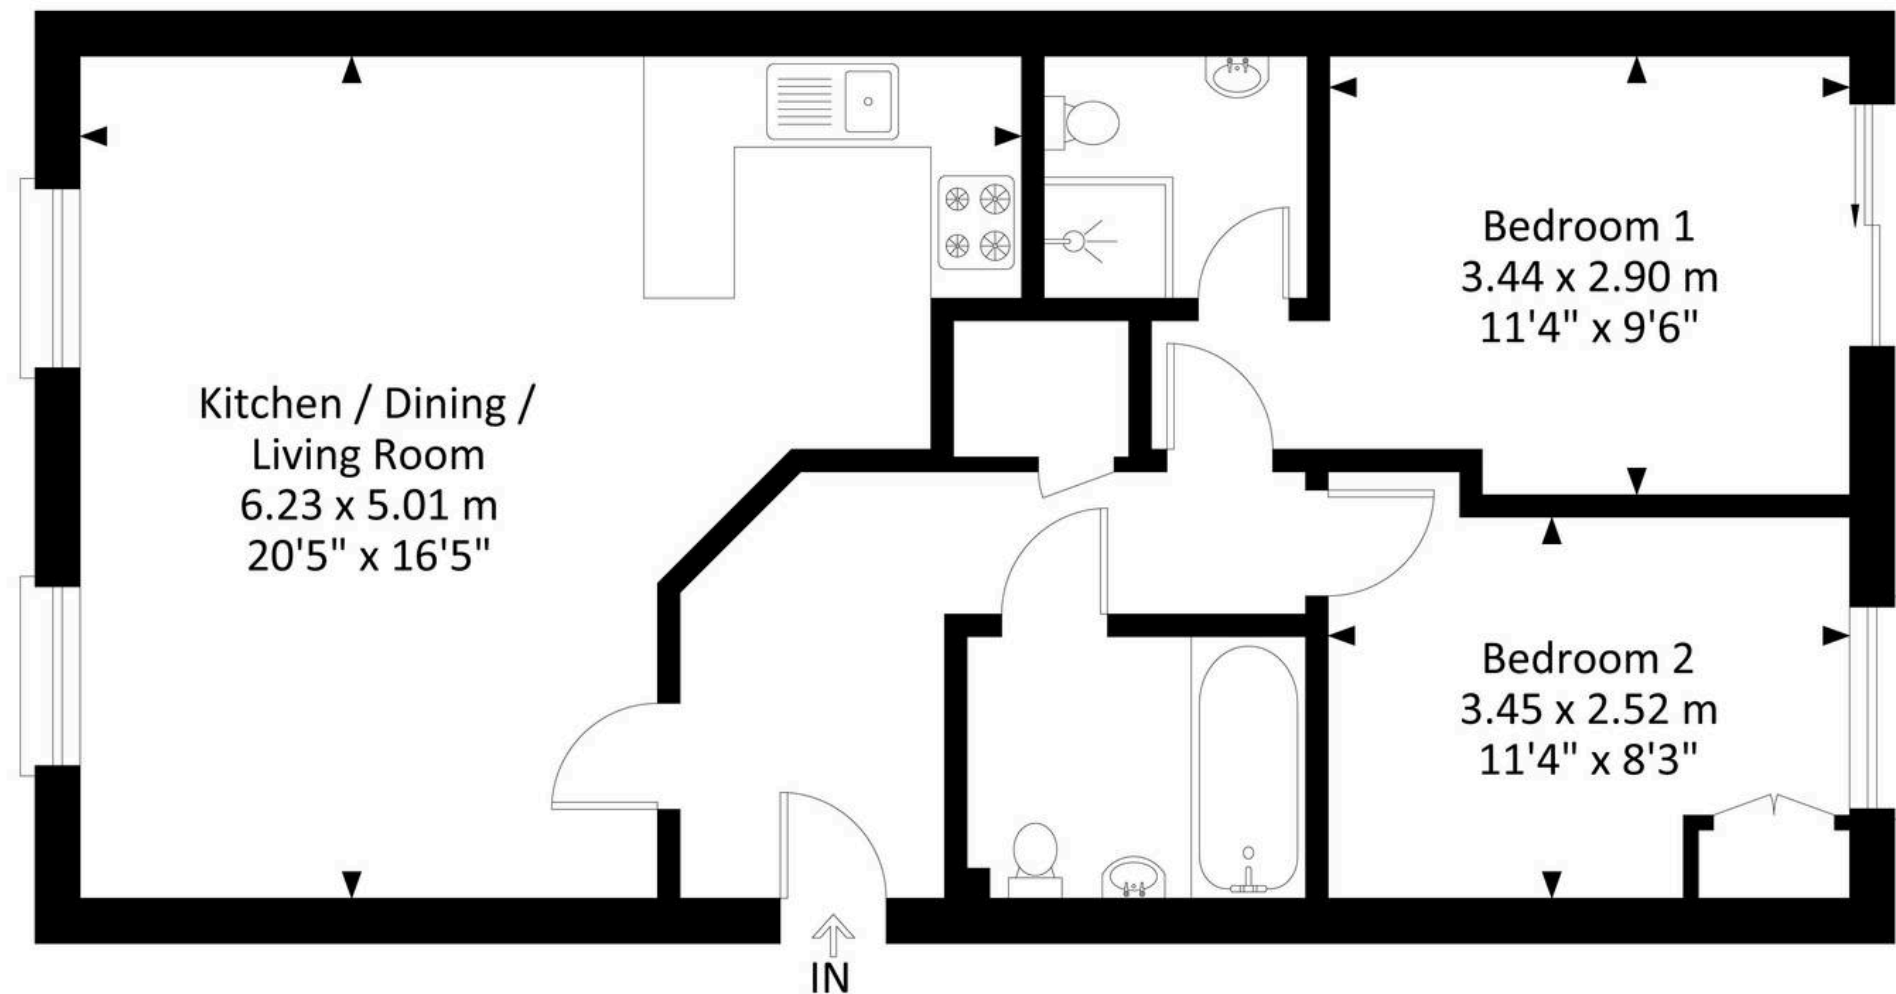 Kitchen / Dining /
Living Room
6.23 x 5.01 m
20'5" x 16'5"
Bedroom 1
3.44 x 2.90 m
11'4" x 9'6"
Bedroom 2
3.45 x 2.52 m
11'4" x 8'3"
IN